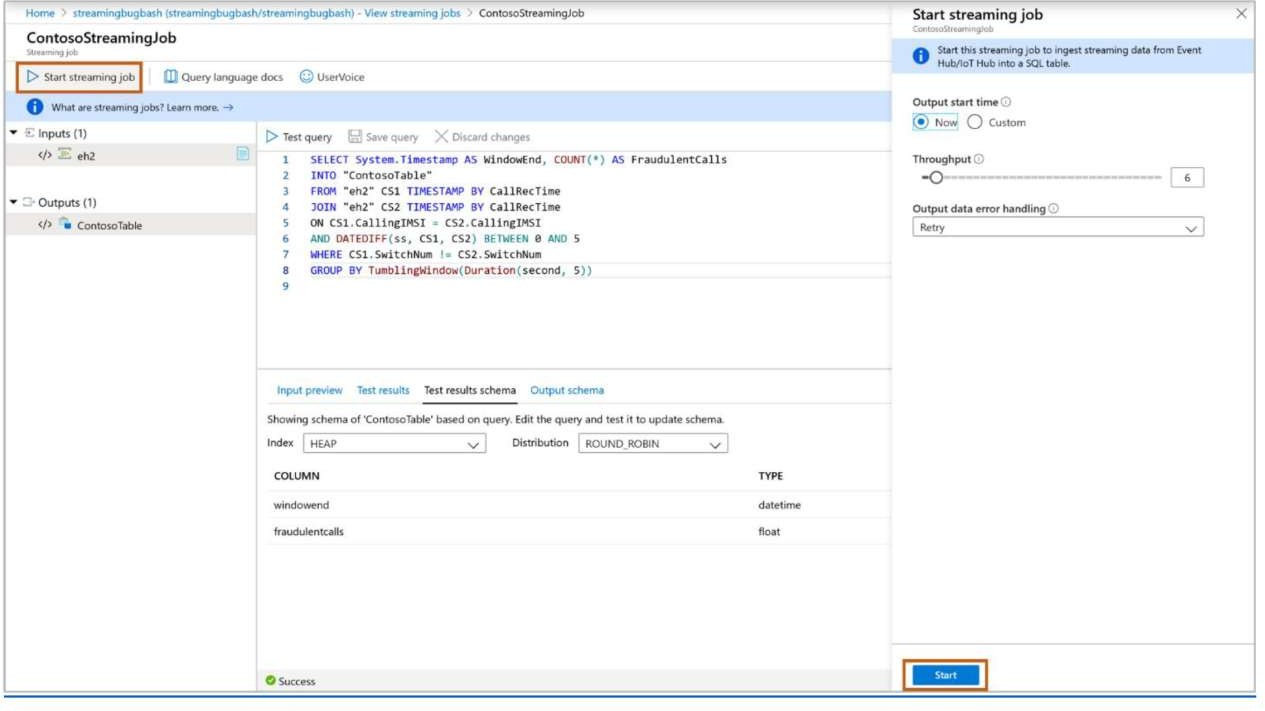 Home > streamingbugbash (streamingbugbash/streamingbugbash) - View streaming jobs > ContosoStreamingJob
ContosoStreamingJob
Streaming job
Start streaming job Query language docs UserVoice
What are streaming jobs? Learn more. →
Inputs (1)
</> eh2
Outputs (1)
</> ContosoTable
Test query Save query Discard changes
1 SELECT System.Timestamp AS WindowEnd, COUNT(*) AS FraudulentCalls
2 INTO "ContosoTable"
3 FROM "eh2" CS1 TIMESTAMP BY CallRecTime
4 JOIN "eh2" CS2 TIMESTAMP BY CallRecTime
5 ON CS1.CallingIMSI = CS2.CallingIMSI
6 AND DATEDIFF(ss, CS1, CS2) BETWEEN 0 AND 5
7 WHERE CS1.SwitchNum != CS2.SwitchNum
8 GROUP BY TumblingWindow(Duration(second, 5))
9
Input preview Test results Test results schema Output schema
Showing schema of 'ContosoTable' based on query. Edit the query and test it to update schema.
Index HEAP Distribution ROUND_ROBIN
COLUMN TYPE
windowend datetime
fraudulentcalls float
Success
Start streaming job
ContosoStreamingJob
Start this streaming job to ingest streaming data from Event
Hub/IoT Hub into a SQL table.
Output start time
Now Custom
Throughput
6
Output data error handling
Retry
Start